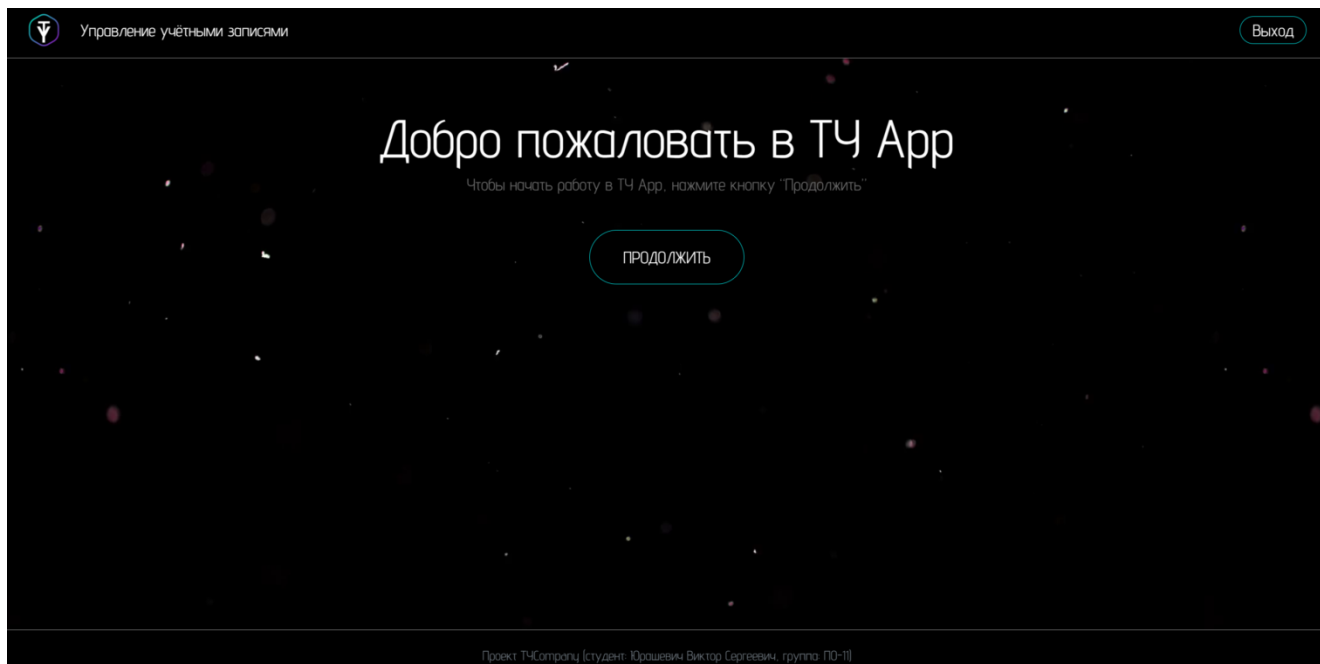 Управление учётными записями
Выход
Добро пожаловать в ТЧ App
Чтобы начать работу в ТЧ App, нажмите кнопку "Продолжить"
ПРОДОЛЖИТЬ
Проект ТЧCompany (студент: Юрашевич Виктор Сергеевич, группа: ПО-11)